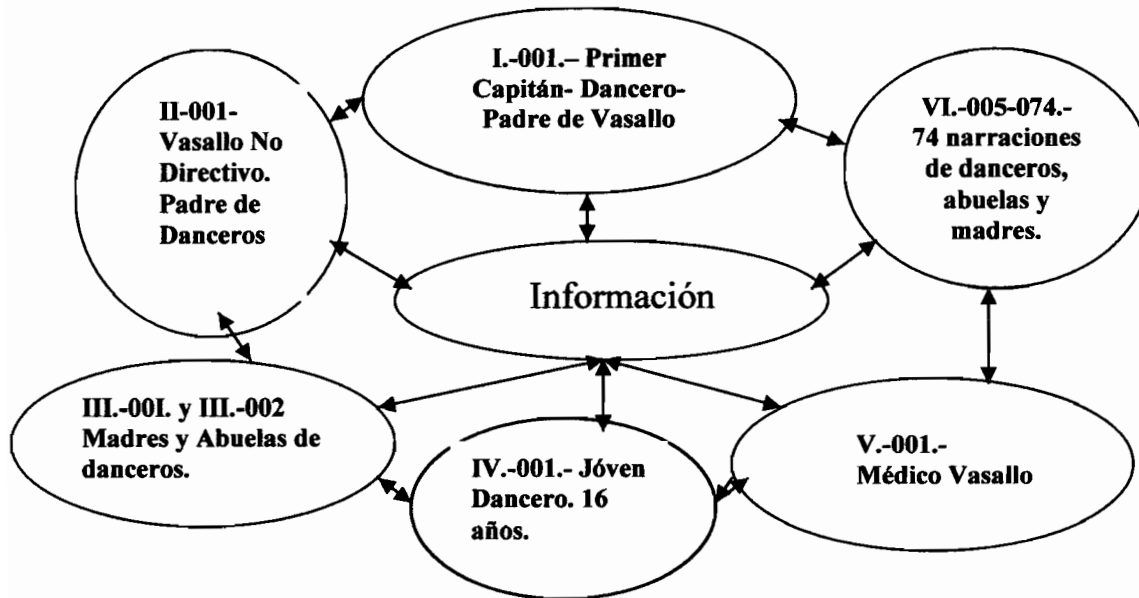 I.-001.– Primer
Capitán- Dancero-
Padre de Vasallo
II-001-
Vasallo No
Directivo.
Padre de
Danceros
VI.-005-074.-
74 narraciones
de danceros,
abuelas y
madres.
Información
III.-00I. y III.-002
Madres y Abuelas de
danceros.
IV.-001.- Jóven
Dancero. 16
años.
V.-001.-
Médico Vasallo